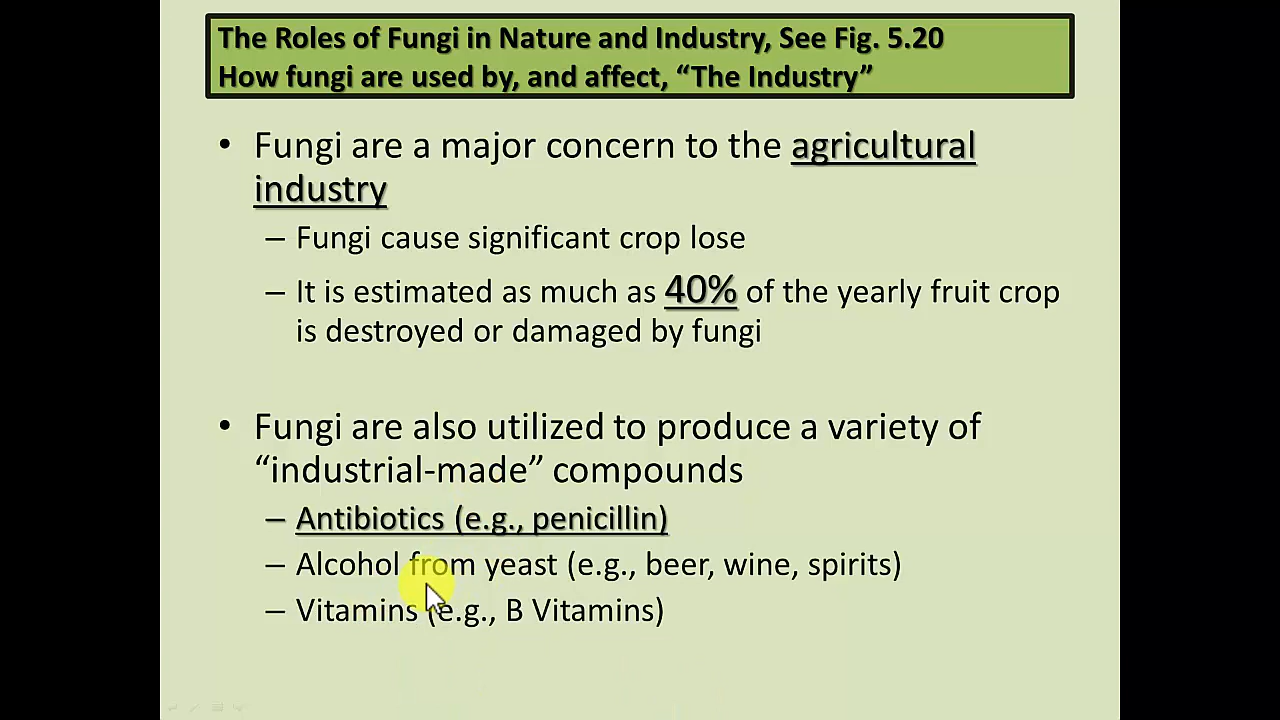 The Roles of Fungi in Nature and Industry, See Fig. 5.20
How fungi are used by, and affect, “The Industry”
• Fungi are a major concern to the agricultural
industry
– Fungi cause significant crop lose
– It is estimated as much as 40% of the yearly fruit crop
is destroyed or damaged by fungi
• Fungi are also utilized to produce a variety of
“industrial-made” compounds
– Antibiotics (e.g., penicillin)
– Alcohol from yeast (e.g., beer, wine, spirits)
– Vitamins (e.g., B Vitamins)